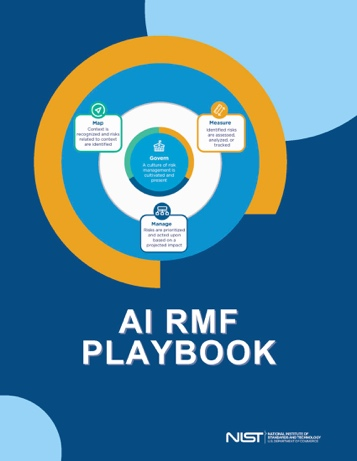 Map
Context is
recognized and risks
related to context
are identified
Measure
Identified risks
are assessed,
analyzed, or
tracked
Govern
A culture of risk
management is
cultivated and
present
Manage
Risks are prioritized
and acted upon
based on a
projected impact
AI RMF
PLAYBOOK
NIST
NATIONAL INSTITUTE OF
STANDARDS AND TECHNOLOGY
U.S. DEPARTMENT OF COMMERCE